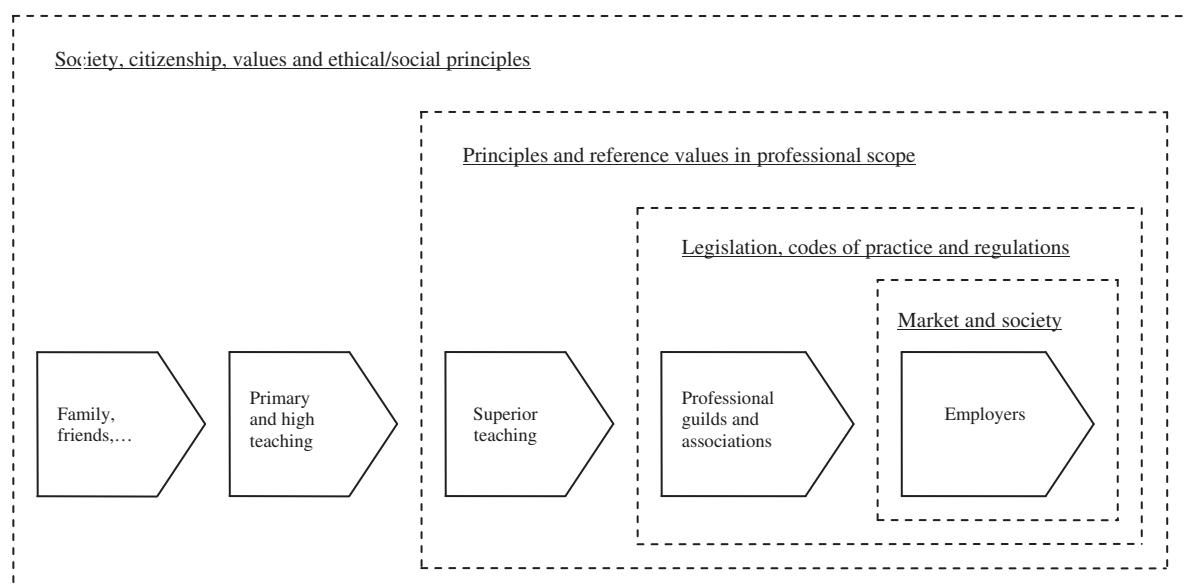 Society, citizenship, values and ethical/social principles
Principles and reference values in professional scope
Legislation, codes of practice and regulations
Market and society
Family,
friends,…
Primary
and high
teaching
Superior
teaching
Professional
guilds and
associations
Employers